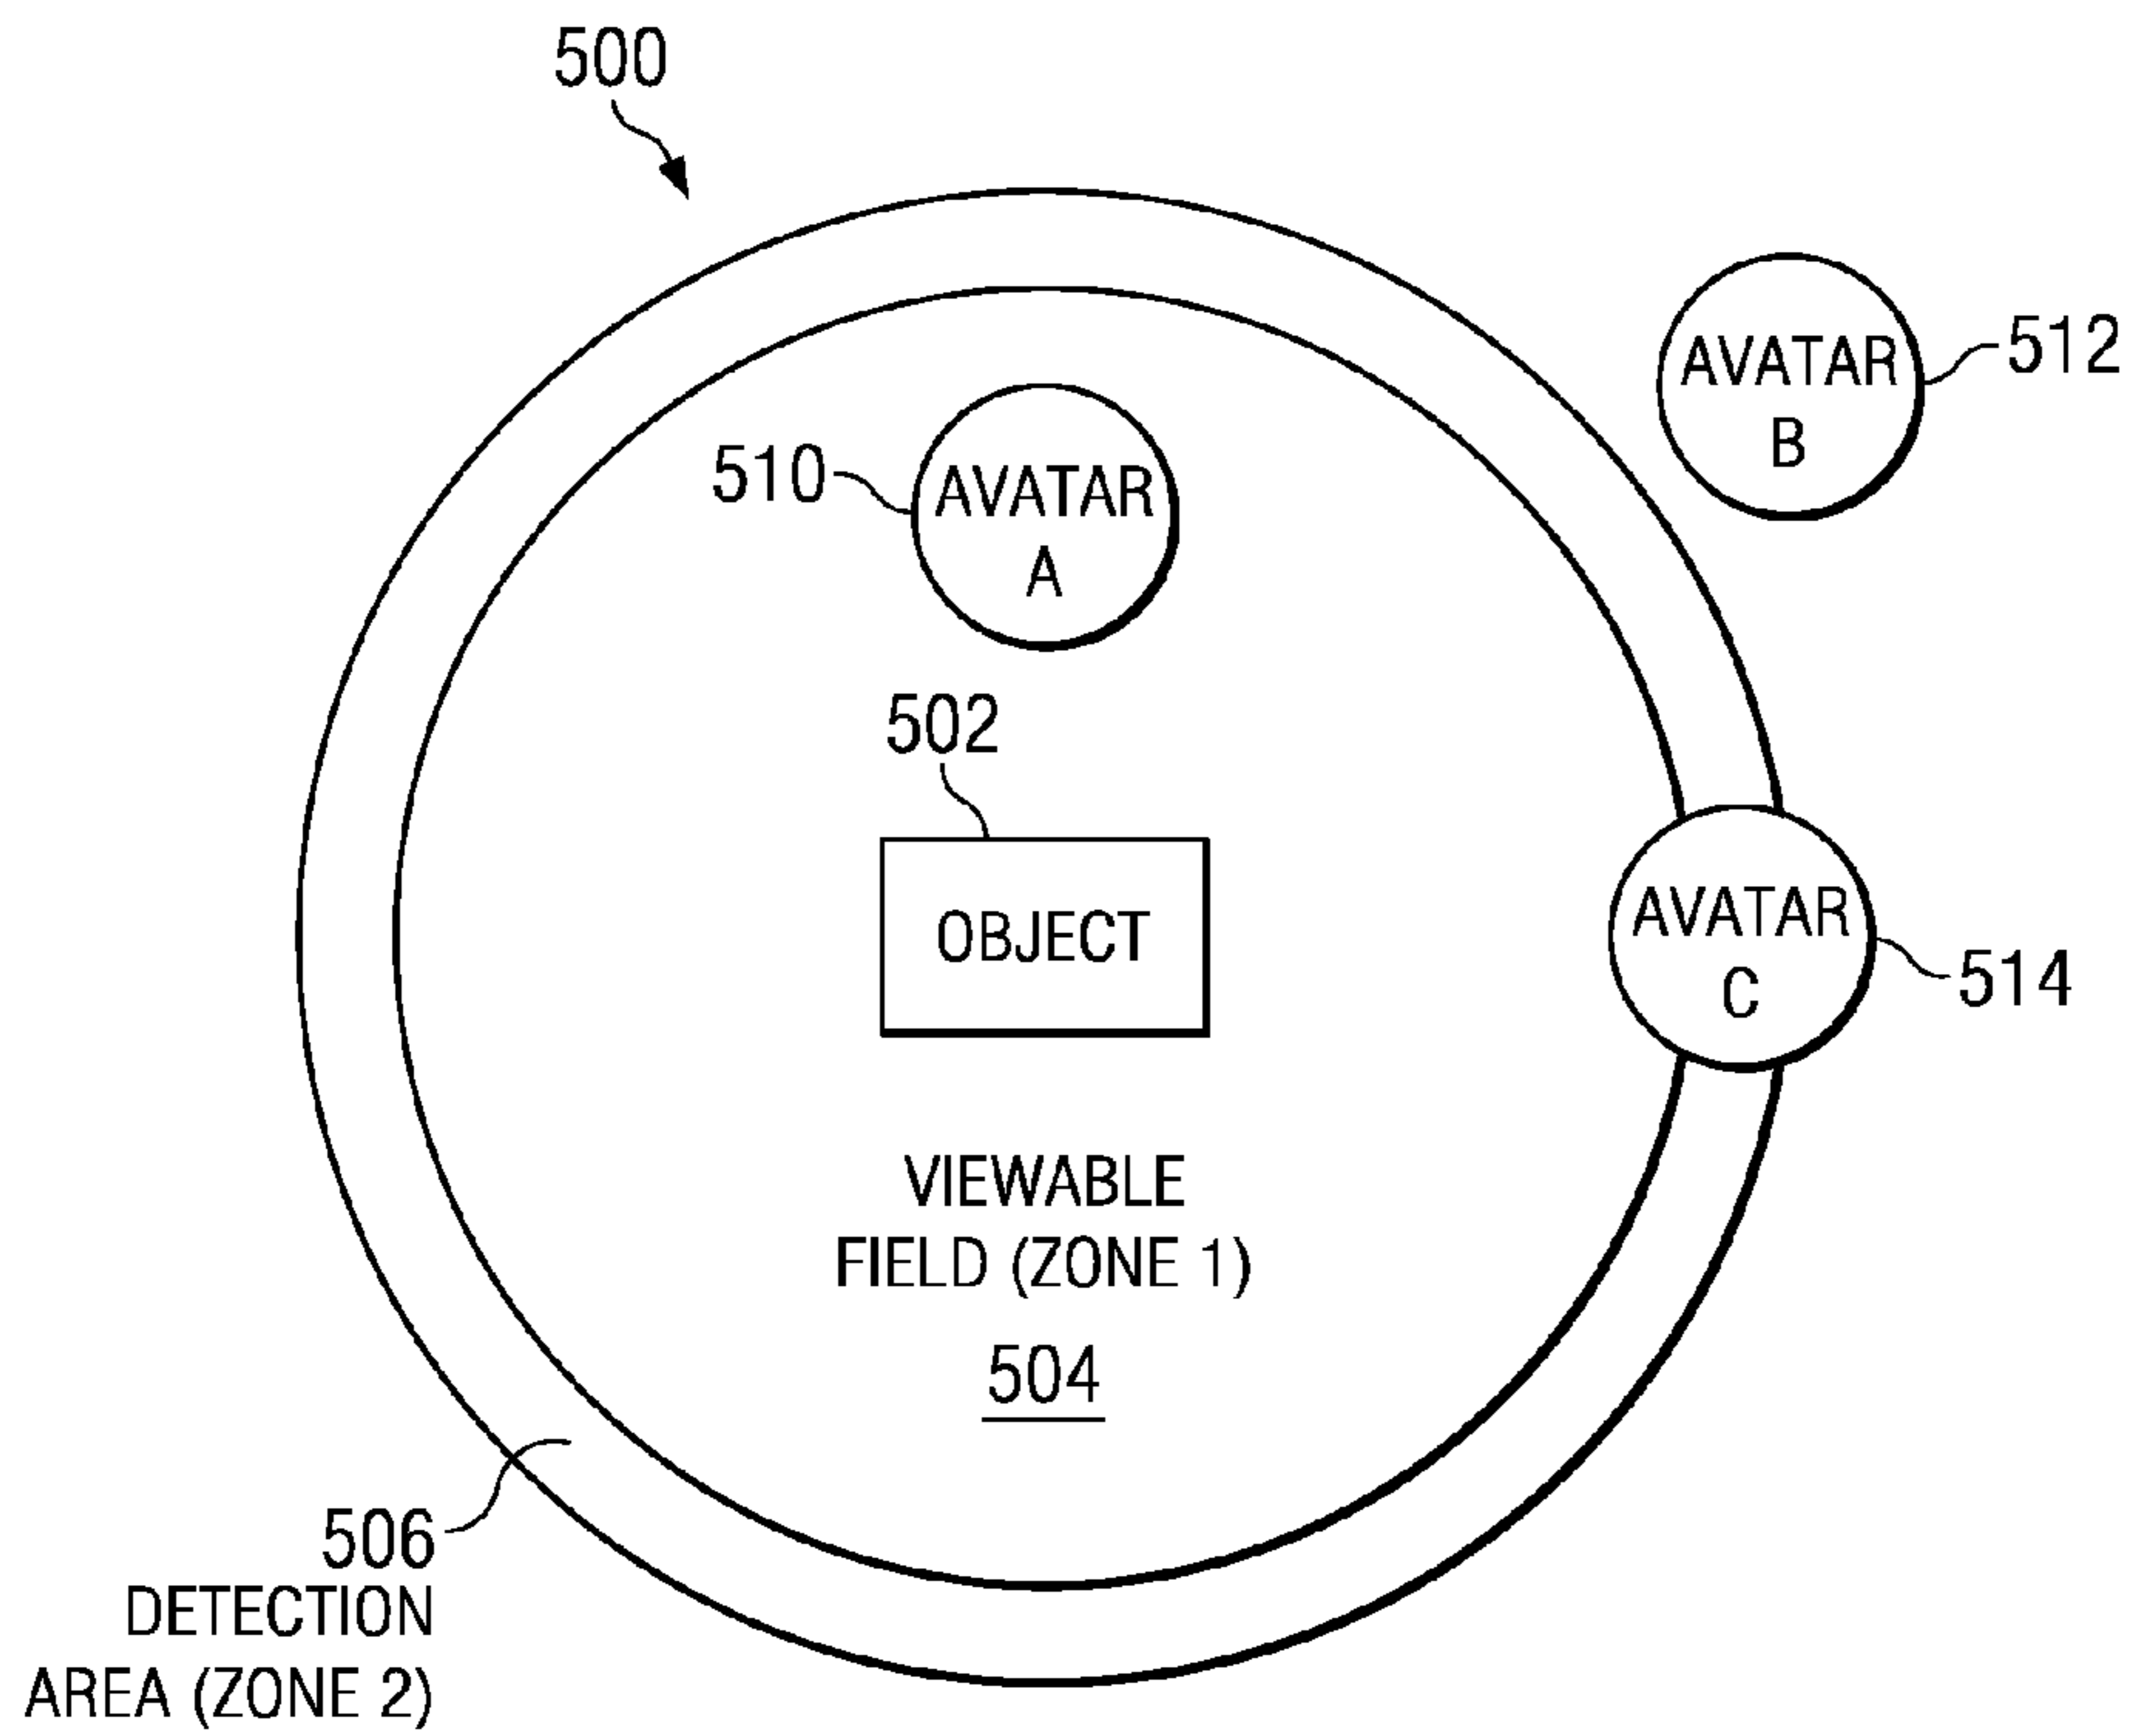 500
AVATAR
B
512
510
AVATAR
A
502
OBJECT
AVATAR
C
514
VIEWABLE
FIELD (ZONE 1)
504
506
DETECTION
AREA (ZONE 2)